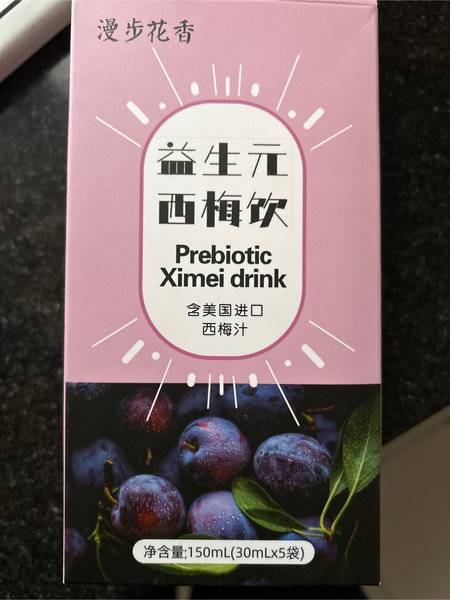 漫步花香
益生元
西梅饮
Prebiotic
Ximei drink
含美国进口
西梅汁
净含量:150mL(30mLx5袋)